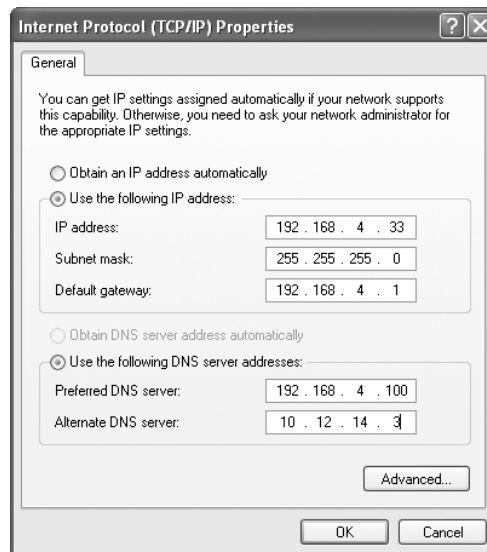 Internet Protocol (TCP/IP) Properties
General
You can get IP settings assigned automatically if your network supports
this capability. Otherwise, you need to ask your network administrator for
the appropriate IP settings.
Obtain an IP address automatically
Use the following IP address:
IP address: 192 . 168 . 4 . 33
Subnet mask: 255 . 255 . 255 . 0
Default gateway: 192 . 168 . 4 . 1
Obtain DNS server address automatically
Use the following DNS server addresses:
Preferred DNS server: 192 . 168 . 4 . 100
Alternate DNS server: 10 . 12 . 14 . 3
Advanced...
OK Cancel